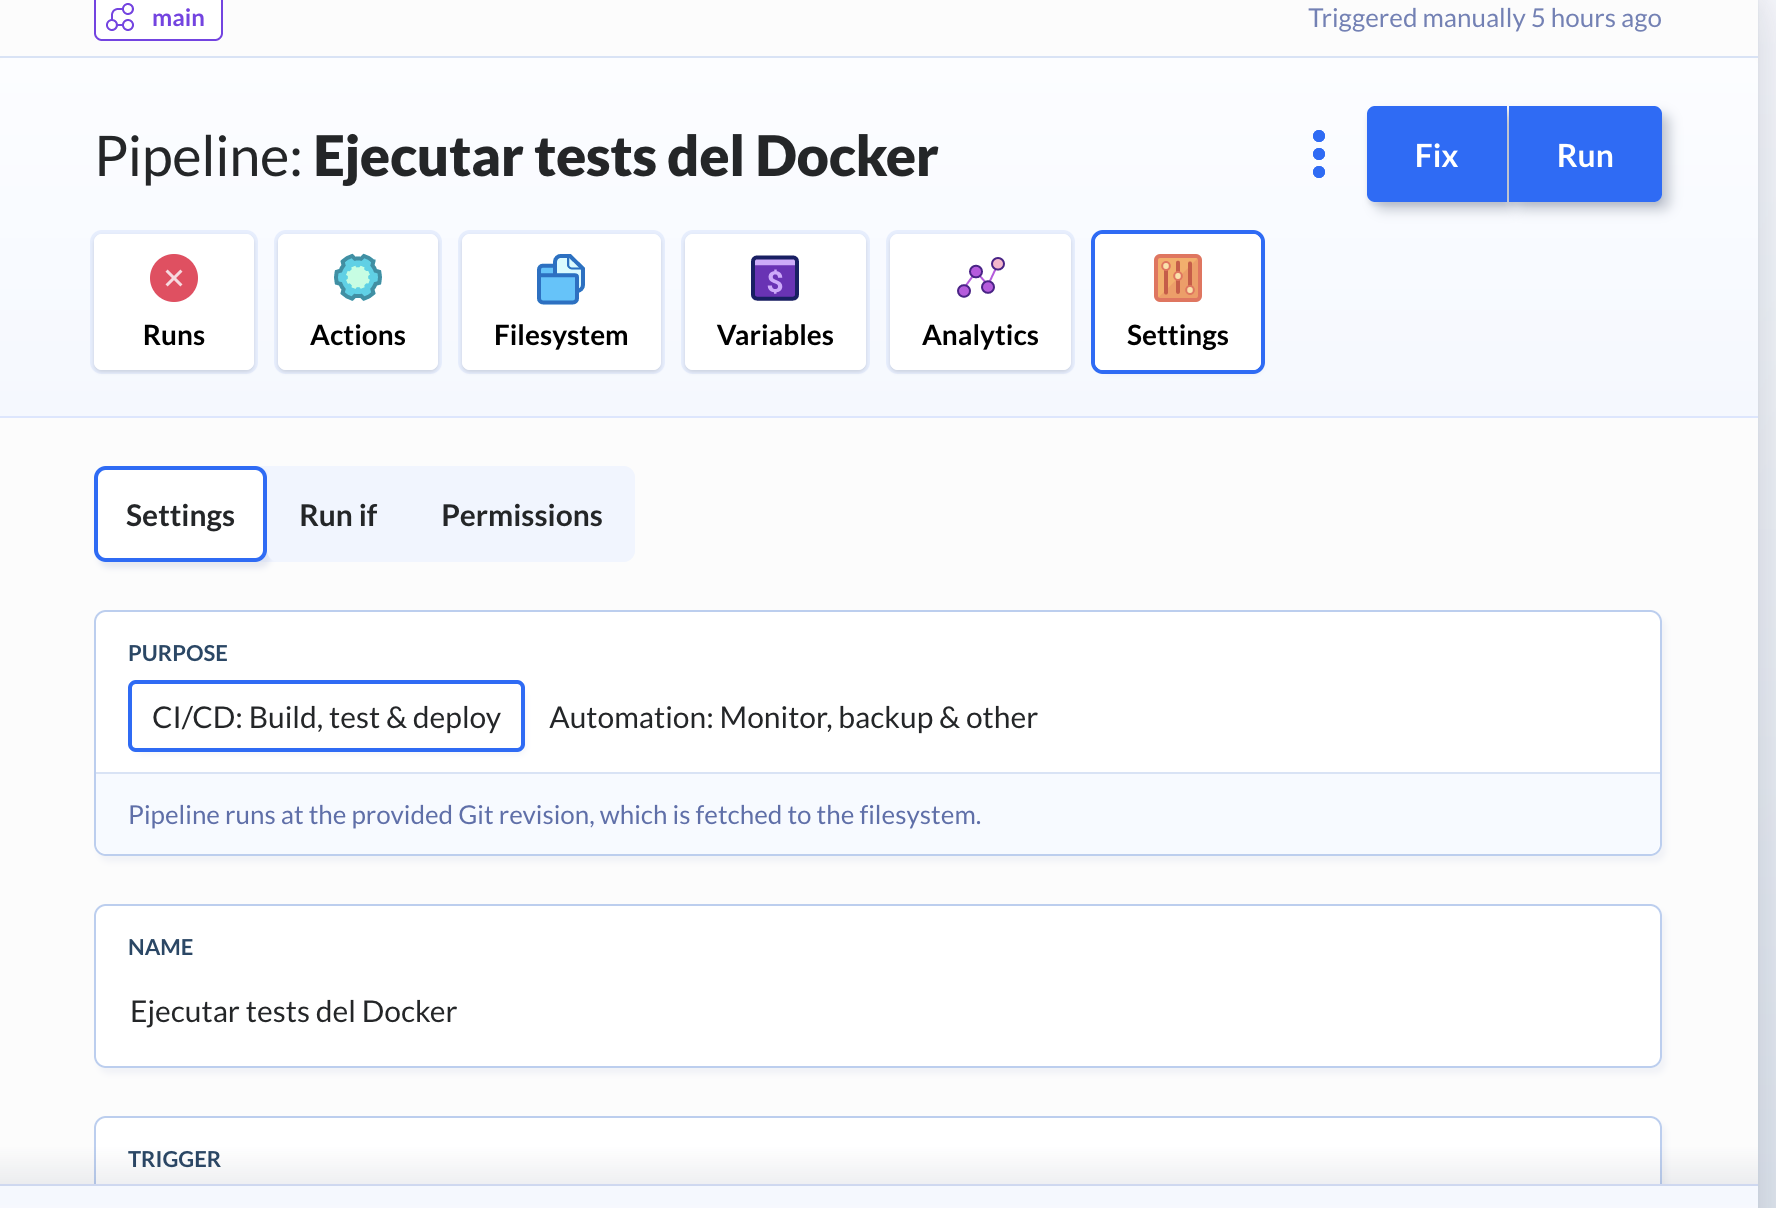 main
Triggered manually 5 hours ago
Pipeline: Ejecutar tests del Docker
Fix
Run
Runs
Actions
Filesystem
$
Variables
Analytics
Settings
Settings
Run if
Permissions
PURPOSE
CI/CD: Build, test & deploy
Automation: Monitor, backup & other
Pipeline runs at the provided Git revision, which is fetched to the filesystem.
NAME
Ejecutar tests del Docker
TRIGGER